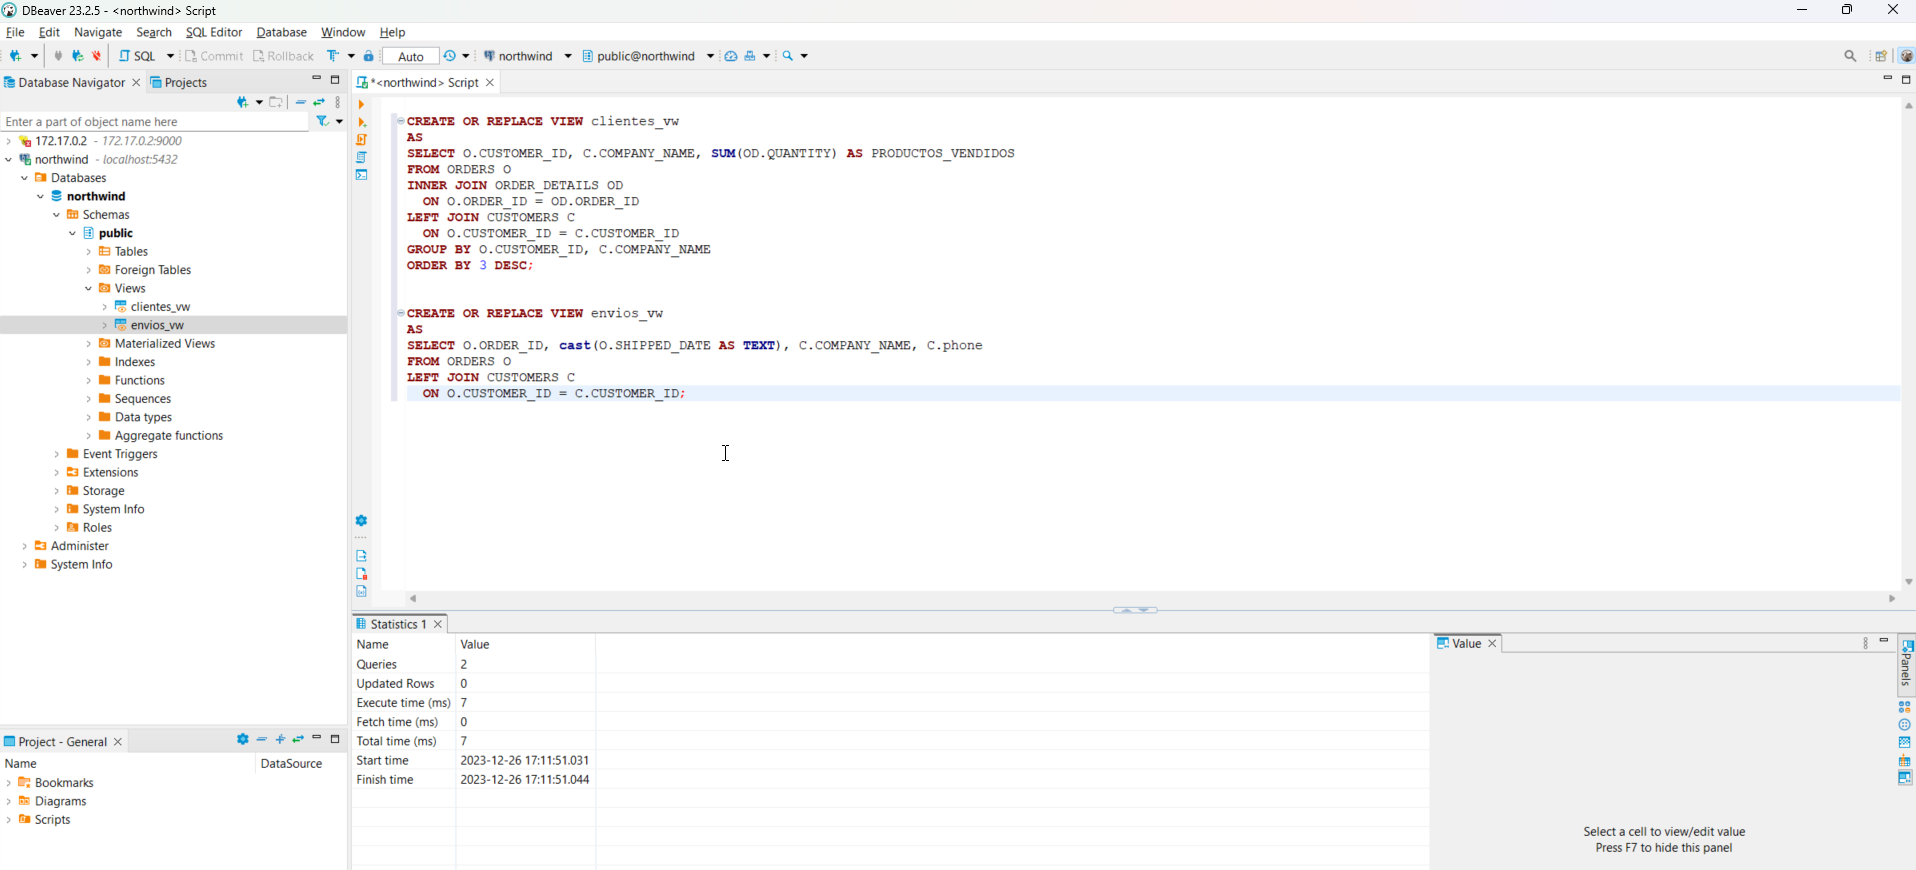 DBeaver 23.2.5 - <northwind> Script
File Edit Navigate Search SQL Editor Database Window Help
SQL Commit Rollback Auto northwind public@northwind
Database Navigator Projects
*<northwind> Script
Enter a part of object name here
172.17.0.2 - 172.17.0.2:9000
northwind - localhost:5432
Databases
northwind
Schemas
public
Tables
Foreign Tables
Views
clientes_vw
envios_vw
Materialized Views
Indexes
Functions
Sequences
Data types
Aggregate functions
Event Triggers
Extensions
Storage
System Info
Roles
Administer
System Info
CREATE OR REPLACE VIEW clientes_vw
AS
SELECT O.CUSTOMER_ID, C.COMPANY_NAME, SUM(OD.QUANTITY) AS PRODUCTOS_VENDIDOS
FROM ORDERS O
INNER JOIN ORDER_DETAILS OD
ON O.ORDER_ID = OD.ORDER_ID
LEFT JOIN CUSTOMERS C
ON O.CUSTOMER_ID = C.CUSTOMER_ID
GROUP BY O.CUSTOMER_ID, C.COMPANY_NAME
ORDER BY 3 DESC;
CREATE OR REPLACE VIEW envios_vw
AS
SELECT O.ORDER_ID, cast(O.SHIPPED_DATE AS TEXT), C.COMPANY_NAME, C.phone
FROM ORDERS O
LEFT JOIN CUSTOMERS C
ON O.CUSTOMER_ID = C.CUSTOMER_ID;
Project - General
Name DataSource
Bookmarks
Diagrams
Scripts
Statistics 1
Name Value
Queries 2
Updated Rows 0
Execute time (ms) 7
Fetch time (ms) 0
Total time (ms) 7
Start time 2023-12-26 17:11:51.031
Finish time 2023-12-26 17:11:51.044
Value
Panels
Select a cell to view/edit value
Press F7 to hide this panel